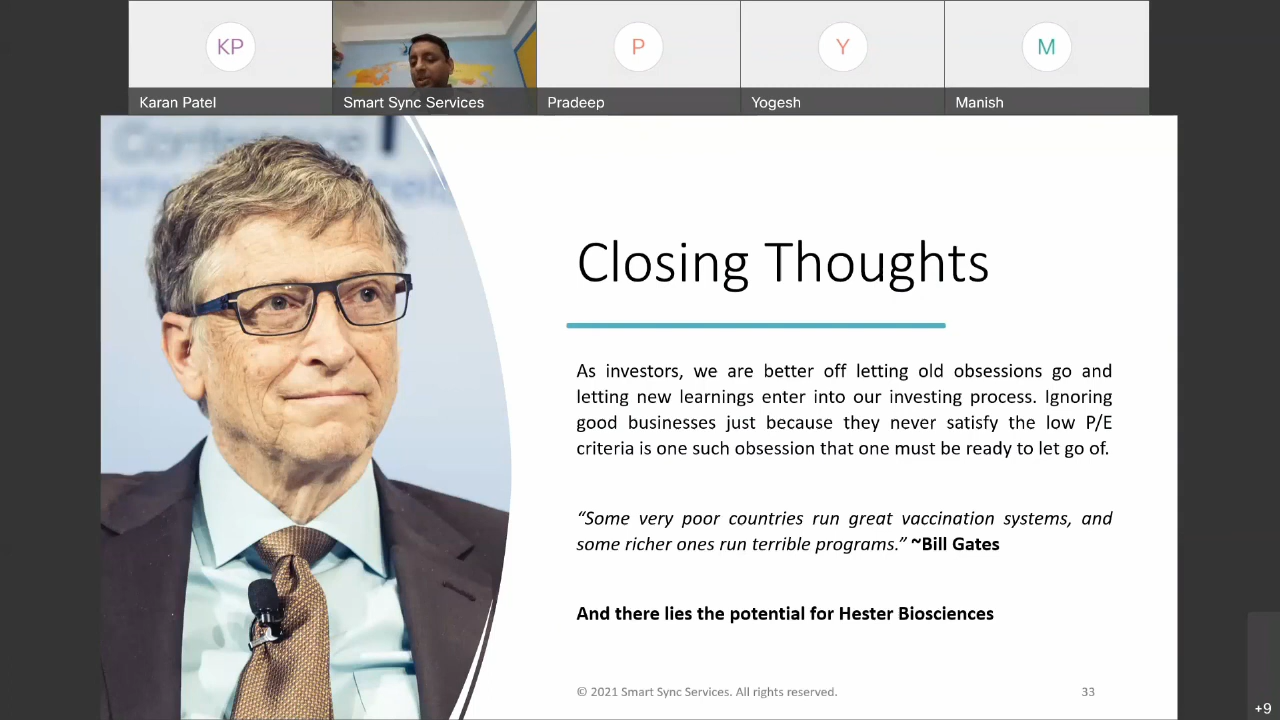 KP
P
Y
M
Karan Patel
Smart Sync Services
Pradeep
Yogesh
Manish
Closing Thoughts
As investors, we are better off letting old obsessions go and
letting new learnings enter into our investing process. Ignoring
good businesses just because they never satisfy the low P/E
criteria is one such obsession that one must be ready to let go of.
“Some very poor countries run great vaccination systems, and
some richer ones run terrible programs.” ~Bill Gates
And there lies the potential for Hester Biosciences
© 2021 Smart Sync Services. All rights reserved.
33
+9